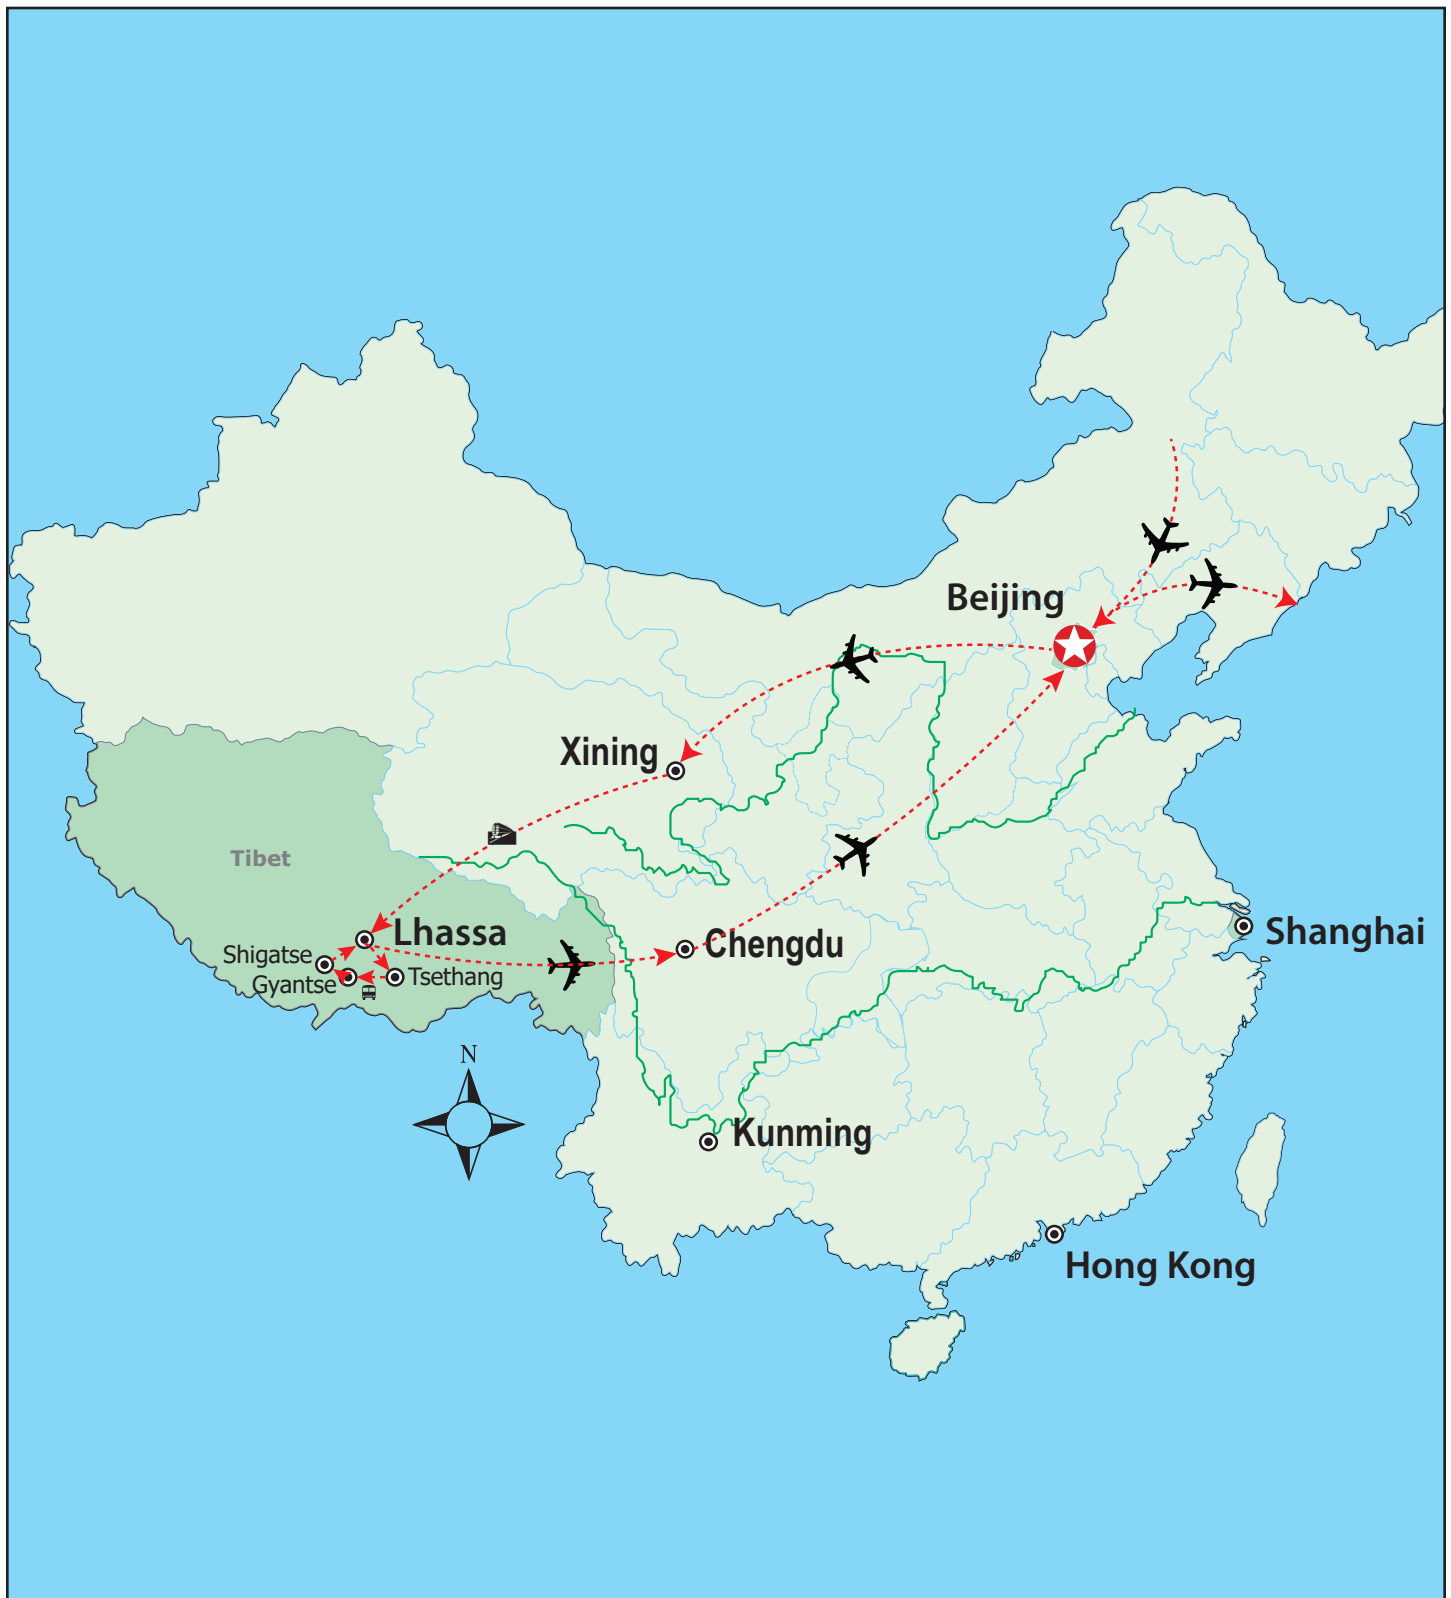 Beijing
Xining
Tibet
Lhassa
Shigatse
Gyantse
Tsethang
Chengdu
Shanghai
N
Kunming
Hong Kong